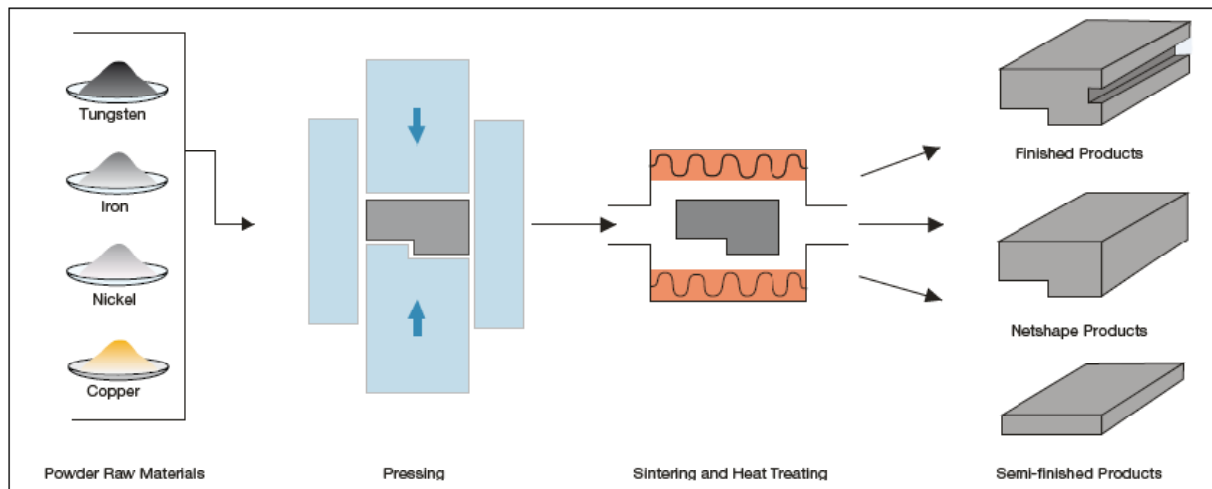 Tungsten
Iron
Nickel
Copper
Finished Products
Netshape Products
Powder Raw Materials
Pressing
Sintering and Heat Treating
Semi-finished Products